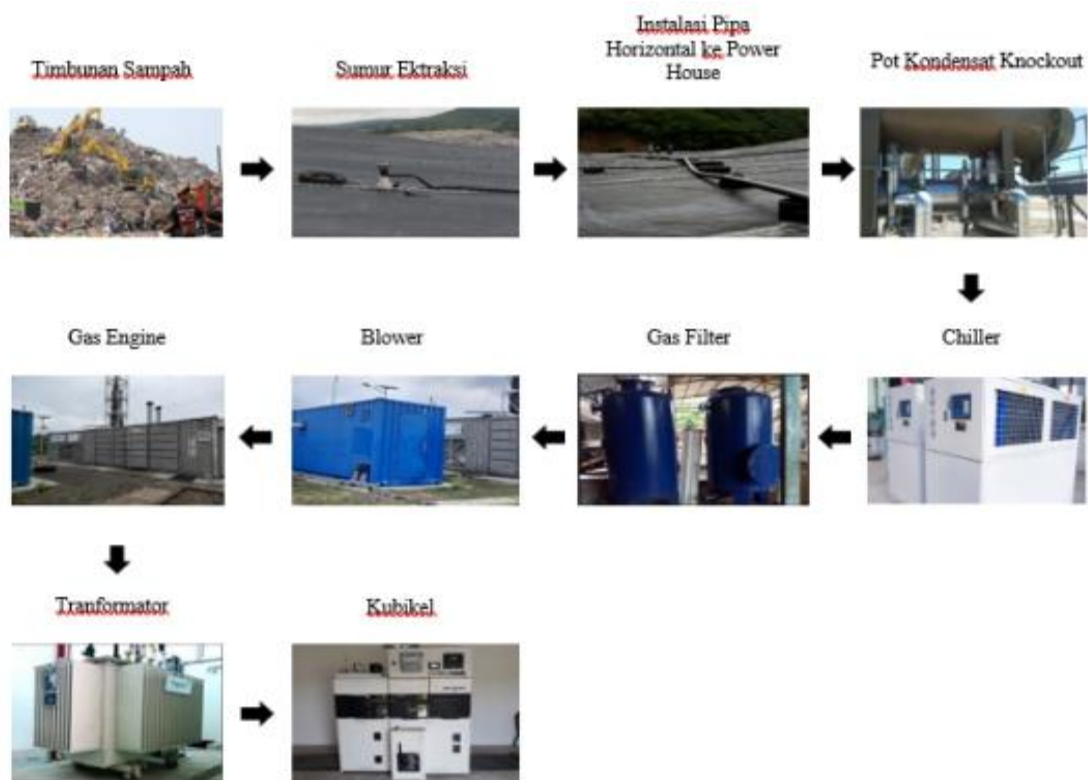 Timbunan Sampah
Sumur Ektraksi
Instalasi Pipa
Horizontal ke Power
House
Pot Kondensat Knockout
Chiller
Gas Filter
Blower
Gas Engine
Tranformator
Kubikel